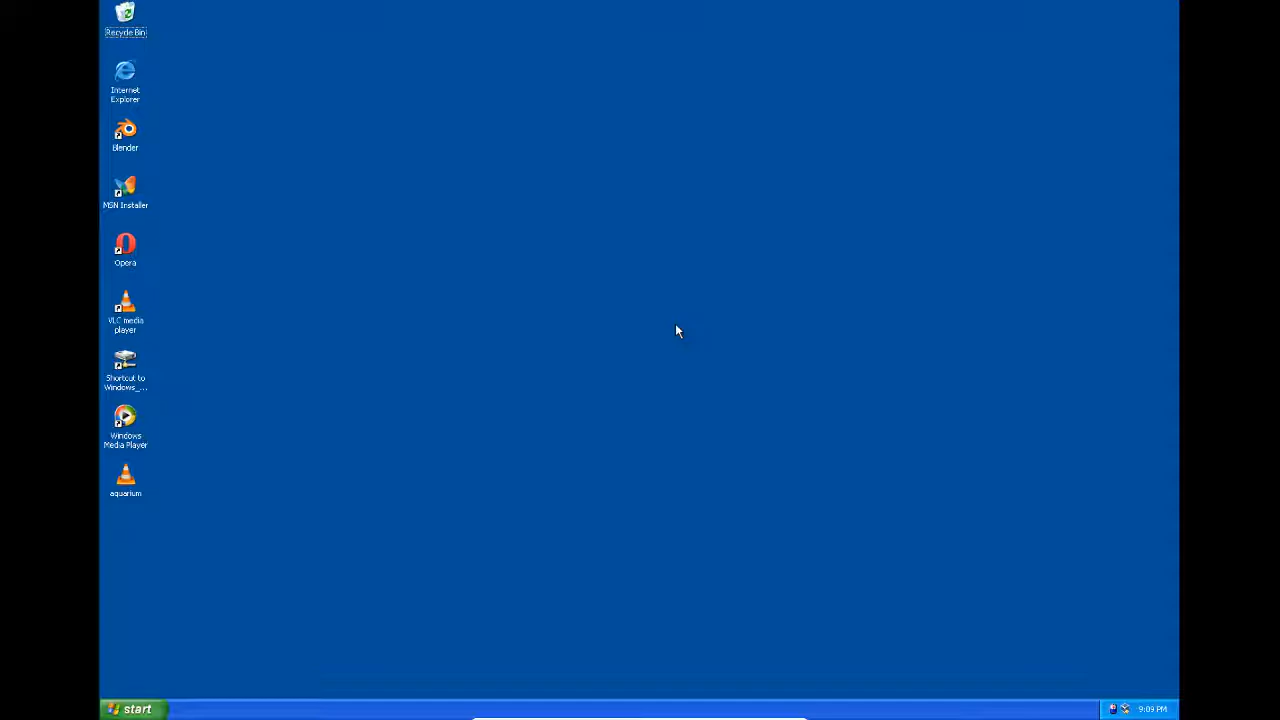 Recycle Bin
Internet
Explorer
Blender
MSN Installer
Opera
VLC media
player
Shortcut to
Windows_...
Windows
Media Player
aquarium
start
9:09 PM